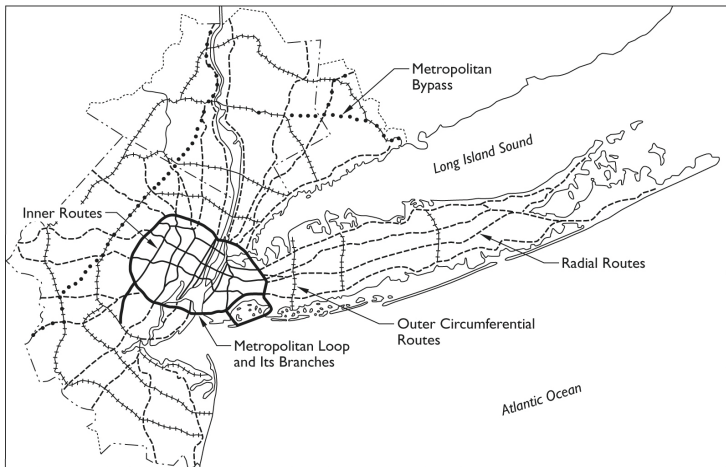 Metropolitan
Bypass
Long Island Sound
Inner Routes
Radial Routes
Outer Circumferential
Routes
Metropolitan Loop
and Its Branches
Atlantic Ocean